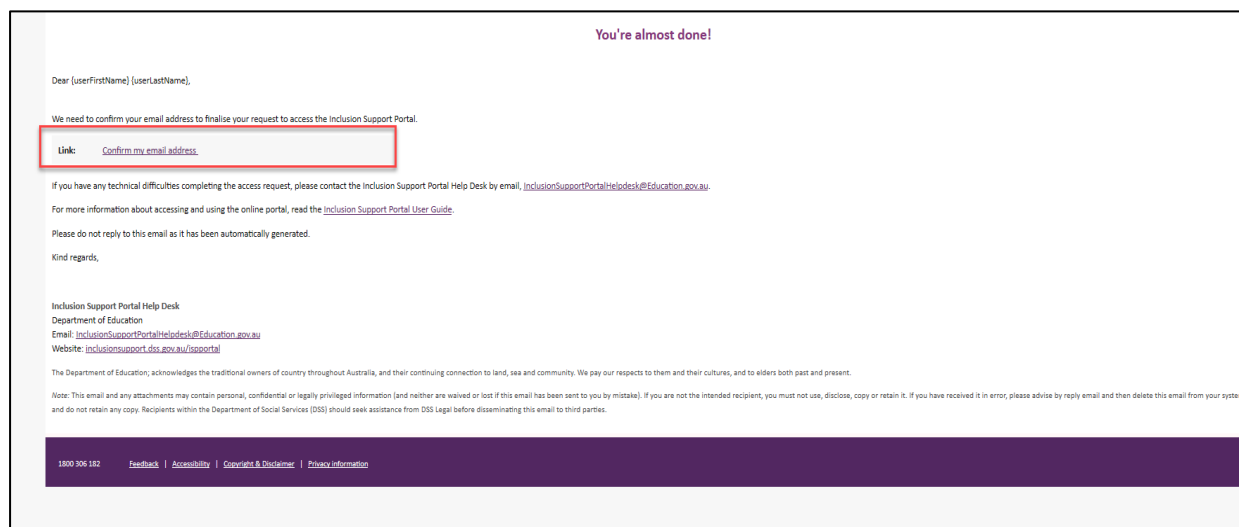 You're almost done!
Dear {userFirstName} {userLastName},
We need to confirm your email address to finalise your request to access the Inclusion Support Portal.
Link: Confirm my email address
If you have any technical difficulties completing the access request, please contact the Inclusion Support Portal Help Desk by email, InclusionSupportPortalHelpdesk@Education.gov.au.
For more information about accessing and using the online portal, read the Inclusion Support Portal User Guide.
Please do not reply to this email as it has been automatically generated.
Kind regards,
Inclusion Support Portal Help Desk
Department of Education
Email: InclusionSupportPortalHelpdesk@Education.gov.au
Website: inclusionsupport.dss.gov.au/ispportal
The Department of Education; acknowledges the traditional owners of country throughout Australia, and their continuing connection to land, sea and community. We pay our respects to them and their cultures, and to elders both past and present.
Note: This email and any attachments may contain personal, confidential or legally privileged information (and neither are waived or lost if this email has been sent to you by mistake). If you are not the intended recipient, you must not use, disclose, copy or retain it. If you have received it in error, please advise by reply email and then delete this email from your syste
and do not retain any copy. Recipients within the Department of Social Services (DSS) should seek assistance from DSS Legal before disseminating this email to third parties.
1800 306 182 Feedback | Accessibility | Copyright & Disclaimer | Privacy information